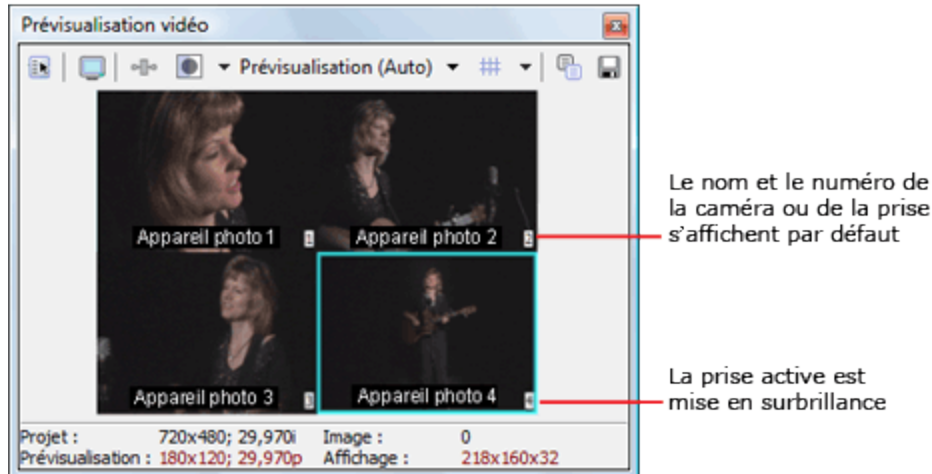 Prévisualisation vidéo
Prévisualisation (Auto)
Appareil photo 1
1
Appareil photo 2
2
Appareil photo 3
3
Appareil photo 4
4
Projet : 720x480; 29,970i Image : 0
Prévisualisation : 180x120; 29,970p Affichage : 218x160x32
Le nom et le numéro de
la caméra ou de la prise
s'affichent par défaut
La prise active est
mise en surbrillance